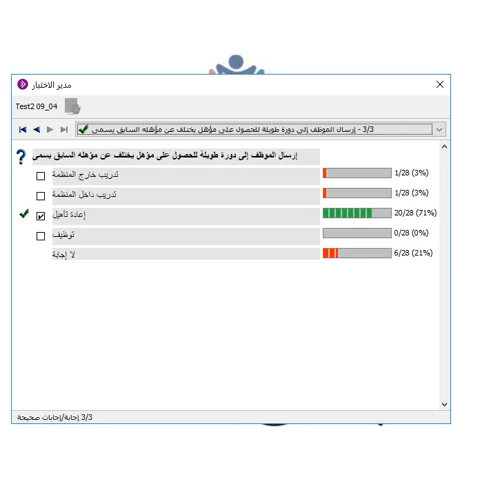 مدير الاختبار
Test2 09_04
3/3 - إرسال الموظف إلى دورة طويلة للحصول على مؤهل يختلف عن مؤهله السابق يسمى
إرسال الموظف إلى دورة طويلة للحصول على مؤهل يختلف عن مؤهله السابق يسمى
تدريب خارج المنظمة 1/28 (3%)
تدريب داخل المنظمة 1/28 (3%)
إعادة تأهيل 20/28 (71%)
توظيف 0/28 (0%)
لا إجابة 6/28 (21%)
3/3 إجابة/إجابات صحيحة